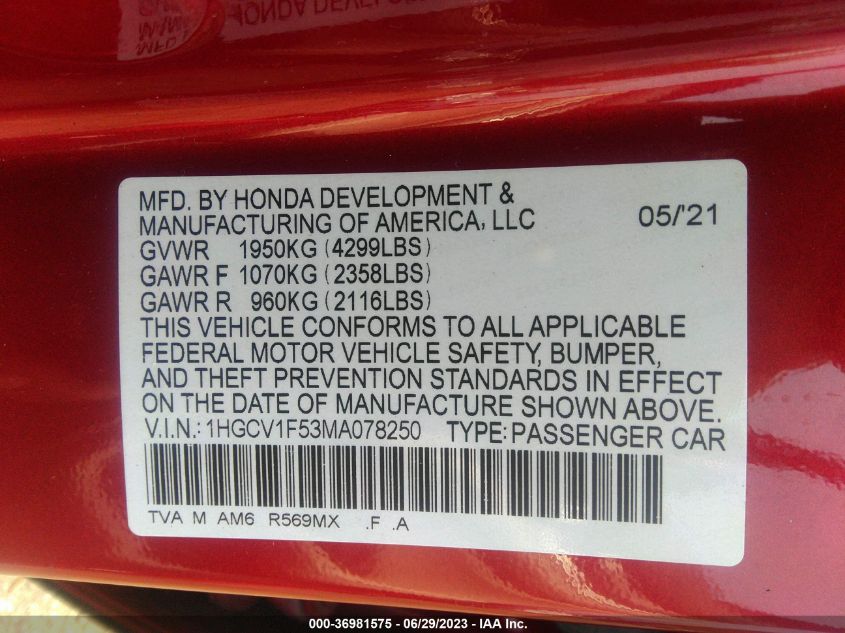 MFD. BY HONDA DEVELOPMENT &
MANUFACTURING OF AMERICA, LLC 05/'21
GVWR 1950KG (4299LBS)
GAWR F 1070KG (2358LBS)
GAWR R 960KG (2116LBS)
THIS VEHICLE CONFORMS TO ALL APPLICABLE
FEDERAL MOTOR VEHICLE SAFETY, BUMPER,
AND THEFT PREVENTION STANDARDS IN EFFECT
ON THE DATE OF MANUFACTURE SHOWN ABOVE.
V.I.N.: 1HGCV1F53MA078250 TYPE: PASSENGER CAR
TVA M AM6 R569MX .F .A
000-36981575 - 06/29/2023 - IAA Inc.